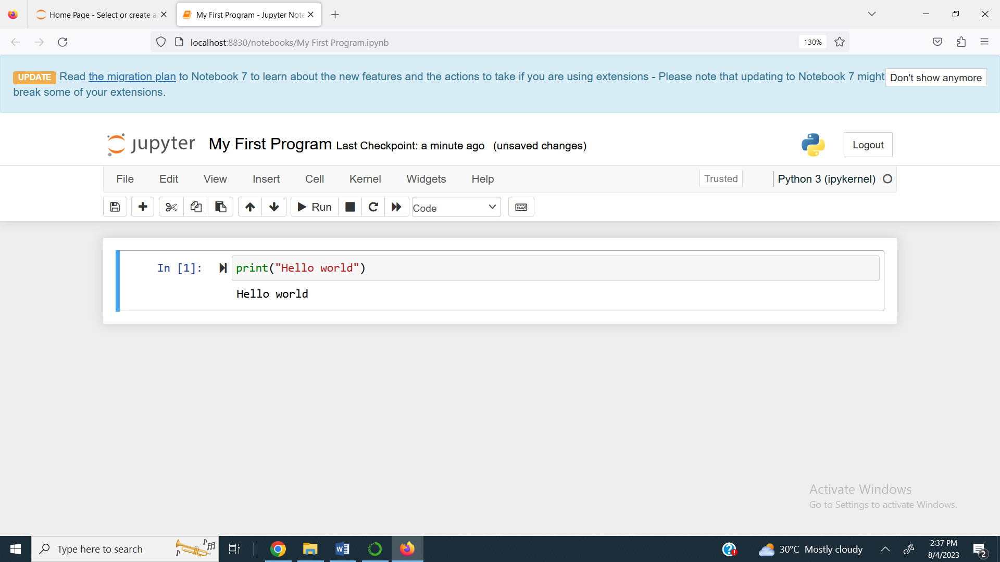 Home Page - Select or create a
My First Program - Jupyter Note
localhost:8830/notebooks/My First Program.ipynb
130%
UPDATE Read the migration plan to Notebook 7 to learn about the new features and the actions to take if you are using extensions - Please note that updating to Notebook 7 might
break some of your extensions.
Don't show anymore
jupyter My First Program Last Checkpoint: a minute ago (unsaved changes)
Logout
File Edit View Insert Cell Kernel Widgets Help
Trusted
Python 3 (ipykernel)
Run
Code
In [1]: print("Hello world")
Hello world
Activate Windows
Go to Settings to activate Windows.
Type here to search
30°C Mostly cloudy
2:37 PM
8/4/2023
2